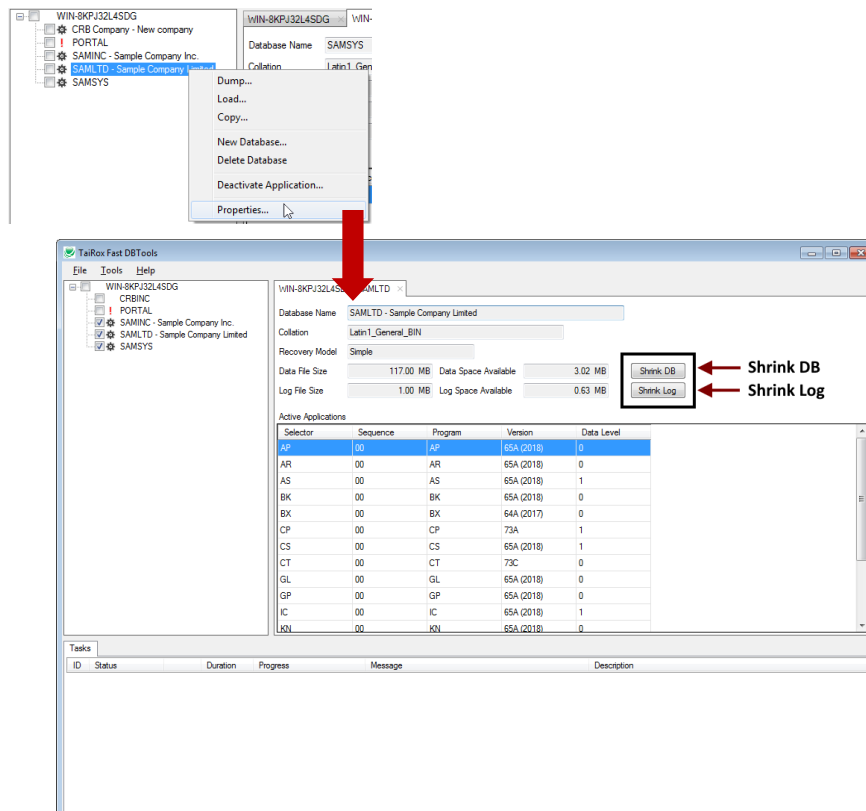 WIN-8KPJ32L4SDG
CRB Company - New company
PORTAL
SAMINC - Sample Company Inc.
SAMLTD - Sample Company Limited
SAMSYS
WIN-8KPJ32L4SDG WIN-
Database Name SAMSYS
Collation Latin1_Gen
Dump...
Load...
Copy...
New Database...
Delete Database
Deactivate Application...
Properties...
TaiRox Fast DBTools
File Tools Help
WIN-8KPJ32L4SDG
CRBINC
PORTAL
SAMINC - Sample Company Inc.
SAMLTD - Sample Company Limited
SAMSYS
WIN-8KPJ32L4SD AMLTD
Database Name SAMLTD - Sample Company Limited
Collation Latin1_General_BIN
Recovery Model Simple
Data File Size 117.00 MB Data Space Available 3.02 MB Shrink DB
Shrink DB
Log File Size 1.00 MB Log Space Available 0.63 MB Shrink Log
Shrink Log
Active Applications
Selector Sequence Program Version Data Level
AP 00 AP 65A (2018) 0
AR 00 AR 65A (2018) 0
AS 00 AS 65A (2018) 1
BK 00 BK 65A (2018) 0
BX 00 BX 64A (2017) 0
CP 00 CP 73A 1
CS 00 CS 65A (2018) 1
CT 00 CT 73C 0
GL 00 GL 65A (2018) 0
GP 00 GP 65A (2018) 0
IC 00 IC 65A (2018) 1
KN 00 KN 65A (2018) 0
Tasks
ID Status Duration Progress Message Description